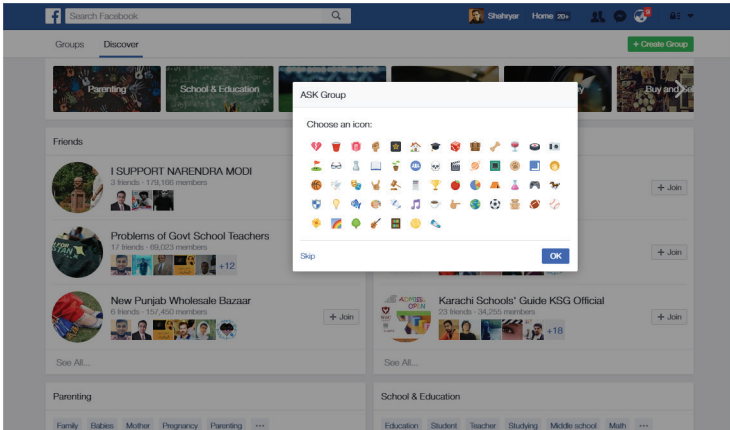 Search Facebook
Shahryar Home 20+
Groups Discover
+ Create Group
Parenting
School & Education
Buy and Sel
ASK Group
Choose an icon:
Skip
OK
Friends
I SUPPORT NARENDRA MODI
3 friends - 179,166 members
+ Join
Problems of Govt School Teachers
17 friends - 69,023 members
+12
+ Join
New Punjab Wholesale Bazaar
6 friends - 157,450 members
+ Join
ADMISS.
OPEN
Karachi Schools' Guide KSG Official
23 friends - 34,255 members
+18
+ Join
See All...
See All...
Parenting
School & Education
Family Babies Mother Pregnancy Parenting ...
Education Student Teacher Studying Middle school Math ...